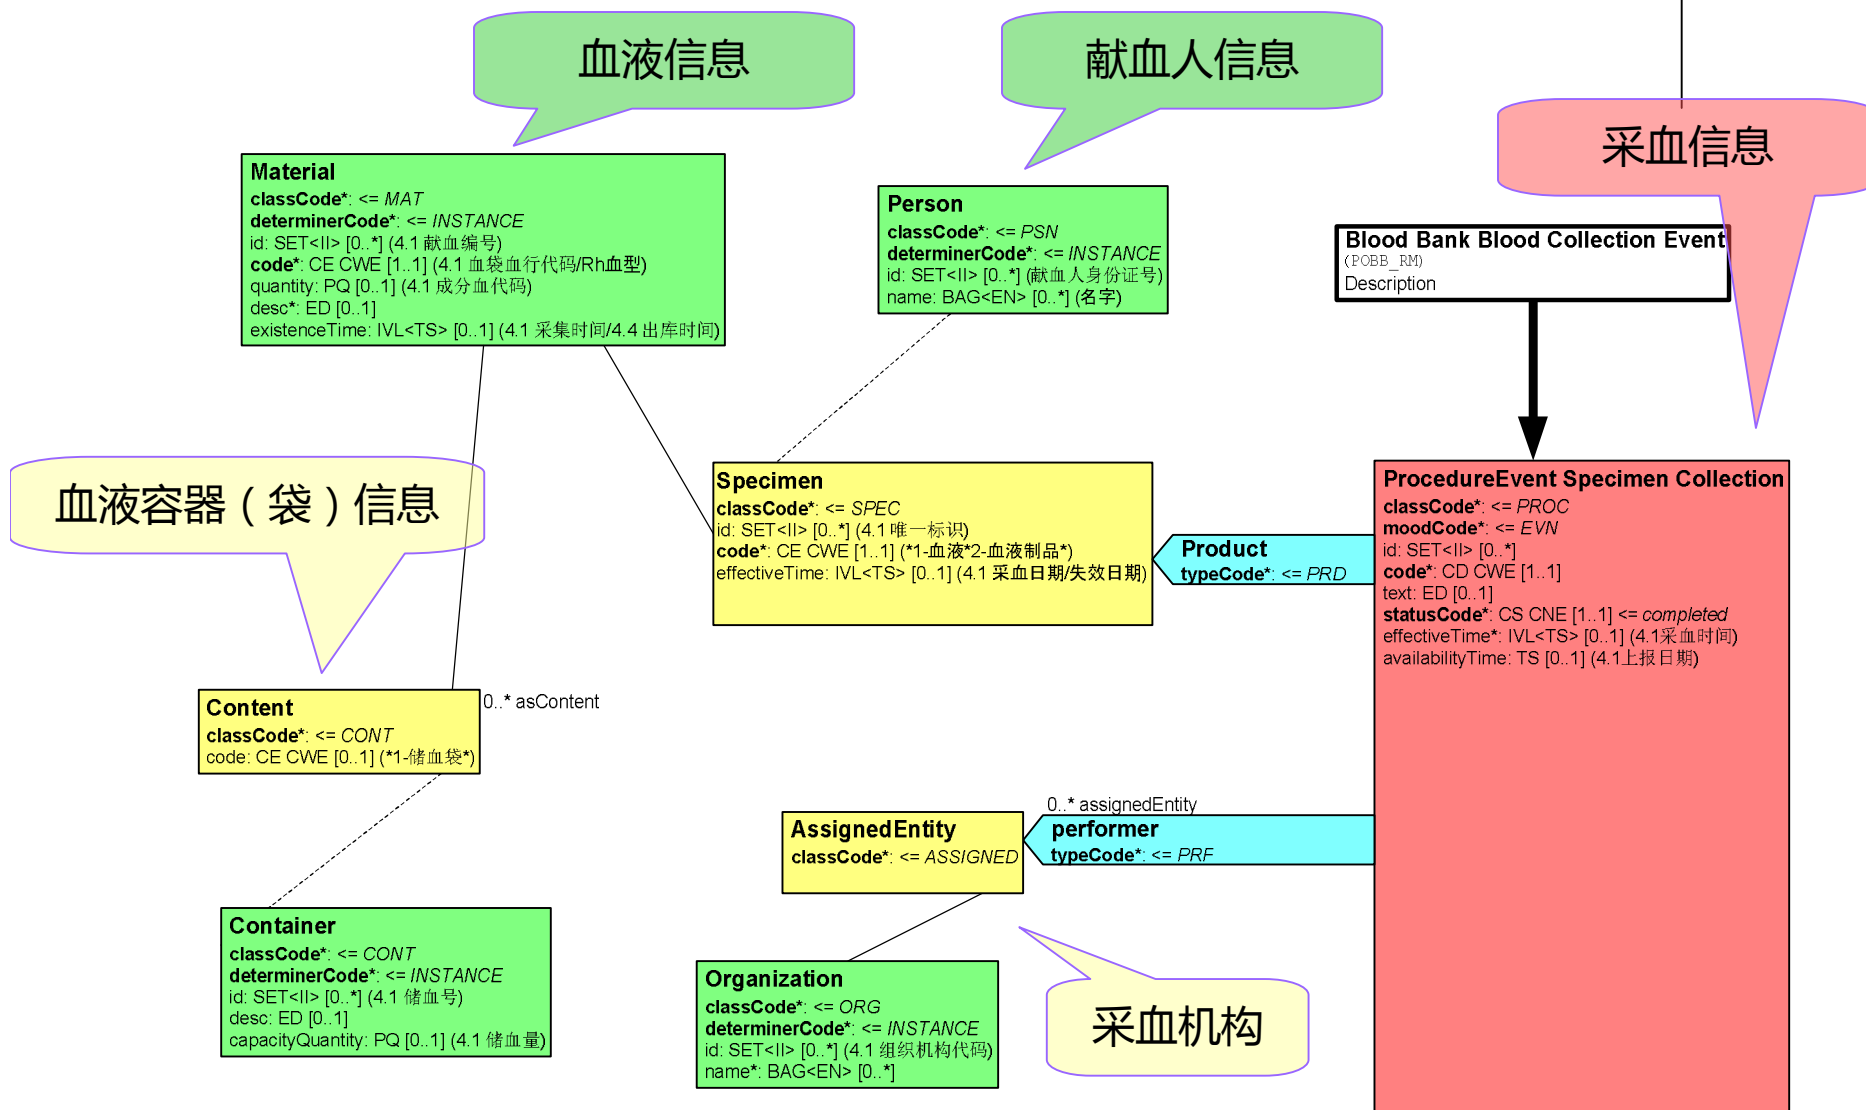 血液信息
献血人信息
采血信息
Material
classCode*: <= MAT
determinerCode*: <= INSTANCE
id: SET<II> [0..*] (4.1 献血编号)
code*: CE CWE [1..1] (4.1 血袋血行代码/Rh血型)
quantity: PQ [0..1] (4.1 成分血代码)
desc*: ED [0..1]
existenceTime: IVL<TS> [0..1] (4.1 采集时间/4.4 出库时间)
Person
classCode*: <= PSN
determinerCode*: <= INSTANCE
id: SET<II> [0..*] (献血人身份证号)
name: BAG<EN> [0..*] (名字)
Blood Bank Blood Collection Event
(POBB_RM)
Description
血液容器（袋）信息
Specimen
classCode*: <= SPEC
id: SET<II> [0..*] (4.1 唯一标识)
code*: CE CWE [1..1] (*1-血液*2-血液制品*)
effectiveTime: IVL<TS> [0..1] (4.1 采血日期/失效日期)
Product
typeCode*: <= PRD
ProcedureEvent Specimen Collection
classCode*: <= PROC
moodCode*: <= EVN
id: SET<II> [0..*]
code*: CD CWE [1..1]
text: ED [0..1]
statusCode*: CS CNE [1..1] <= completed
effectiveTime*: IVL<TS> [0..1] (4.1采血时间)
availabilityTime: TS [0..1] (4.1上报日期)
Content
classCode*: <= CONT
code: CE CWE [0..1] (*1-储血袋*)
0..* asContent
0..* assignedEntity
AssignedEntity
classCode*: <= ASSIGNED
performer
typeCode*: <= PRF
Container
classCode*: <= CONT
determinerCode*: <= INSTANCE
id: SET<II> [0..*] (4.1 储血号)
desc: ED [0..1]
capacityQuantity: PQ [0..1] (4.1 储血量)
Organization
classCode*: <= ORG
determinerCode*: <= INSTANCE
id: SET<II> [0..*] (4.1 组织机构代码)
name*: BAG<EN> [0..*]
采血机构